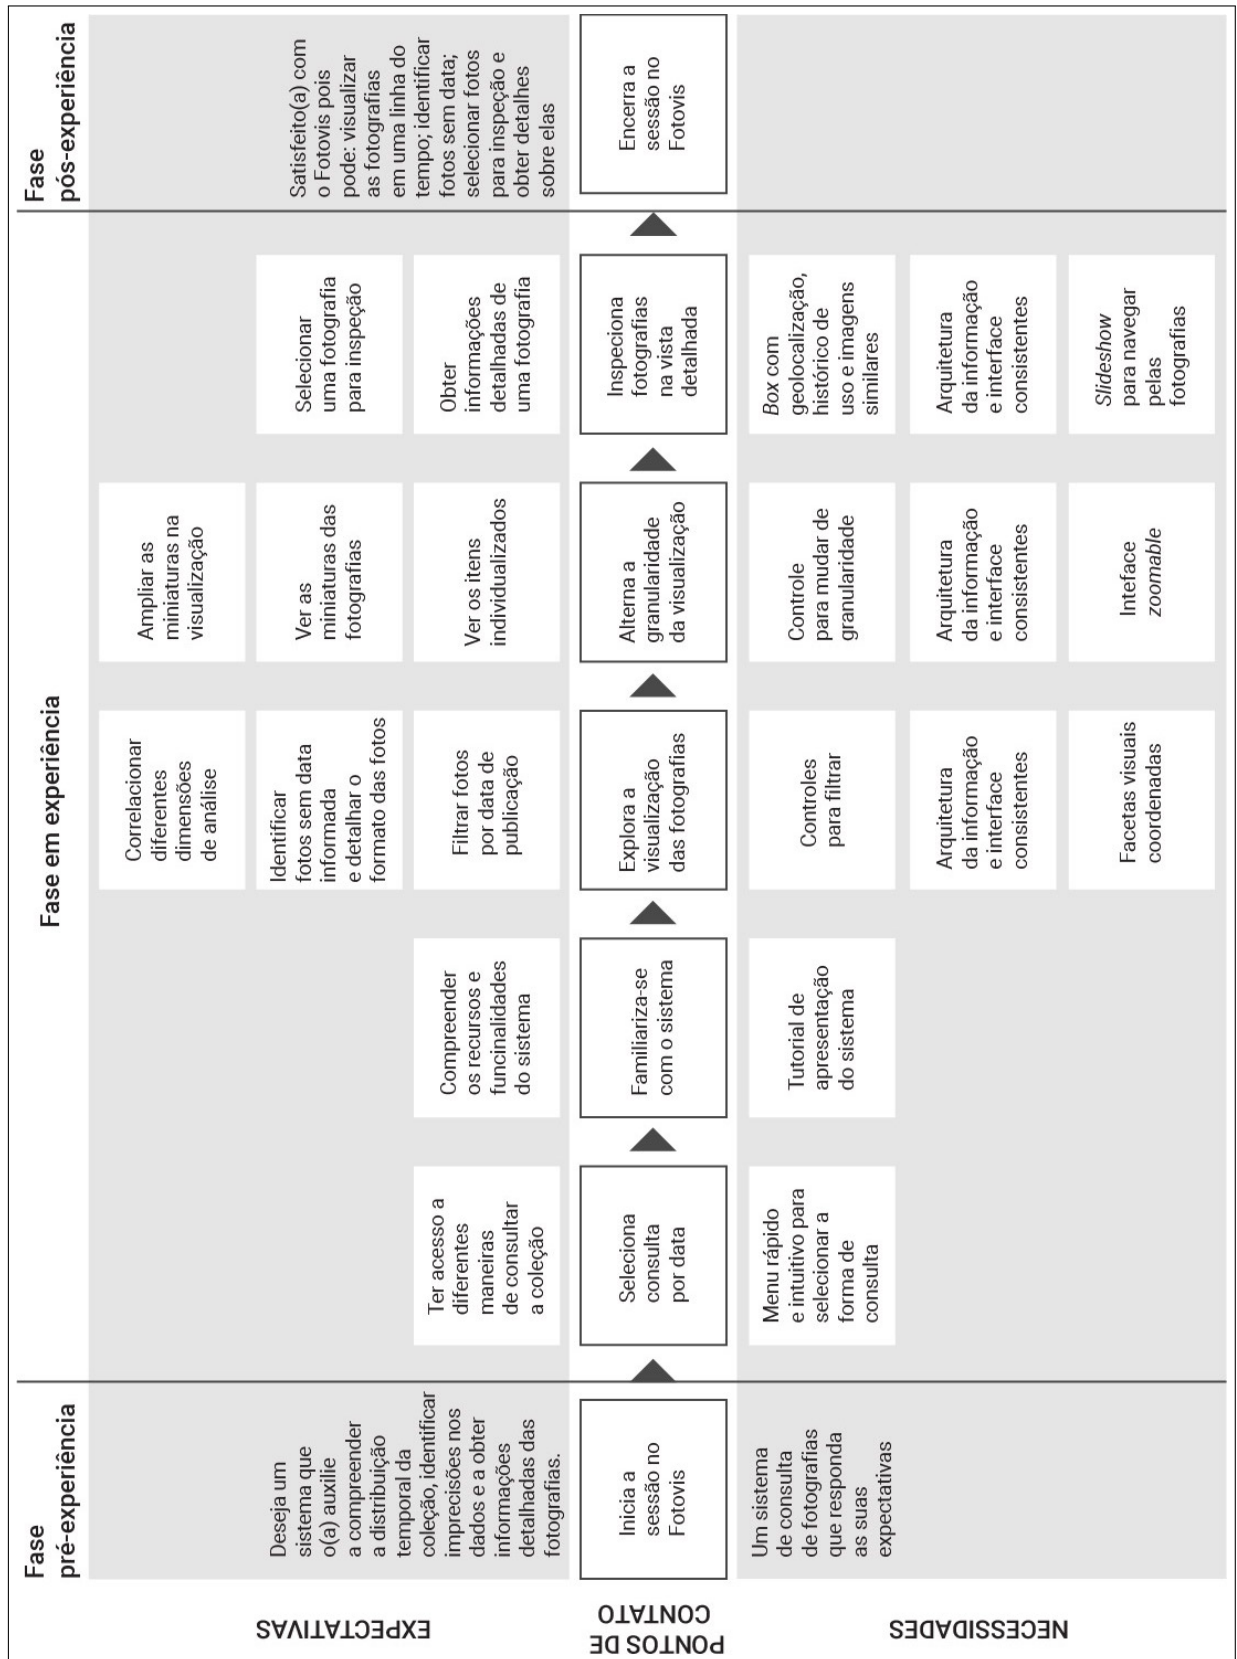 Fase
pré-experiência
Fase em experiência
Fase
pós-experiência
EXPECTATIVAS
Deseja um
sistema que
o(a) auxilie
a compreender
a distribuição
temporal da
coleção, identificar
imprecisões nos
dados e a obter
informações
detalhadas das
fotografias.
Ter acesso a
diferentes
maneiras
de consultar
a coleção
Compreender
os recursos e
funcinalidades
do sistema
Correlacionar
diferentes
dimensões
de análise
Identificar
fotos sem data
informada
e detalhar o
formato das fotos
Filtrar fotos
por data de
publicação
Ampliar as
miniaturas na
visualização
Ver as
miniaturas das
fotografias
Ver os itens
individualizados
Selecionar
uma fotografia
para inspeção
Obter
informações
detalhadas de
uma fotografia
Satisfeito(a) com
o Fotovis pois
pode: visualizar
as fotografias
em uma linha do
tempo; identificar
fotos sem data;
selecionar fotos
para inspeção e
obter detalhes
sobre elas
PONTOS DE
CONTATO
Inicia a
sessão no
Fotovis
Seleciona
consulta
por data
Familiariza-se
com o sistema
Explora a
visualização
das fotografias
Alterna a
granularidade
da visualização
Inspeciona
fotografias
na vista
detalhada
Encerra a
sessão no
Fotovis
NECESSIDADES
Um sistema
de consulta
de fotografias
que responda
as suas
expectativas
Menu rápido
e intuitivo para
selecionar a
forma de
consulta
Tutorial de
apresentação
do sistema
Controles
para filtrar
Arquitetura
da informação
e interface
consistentes
Facetas visuais
coordenadas
Controle
para mudar de
granularidade
Arquitetura
da informação
e interface
consistentes
Inteface
zoomable
Box com
geolocalização,
histórico de
uso e imagens
similares
Arquitetura
da informação
e interface
consistentes
Slideshow
para navegar
pelas
fotografias